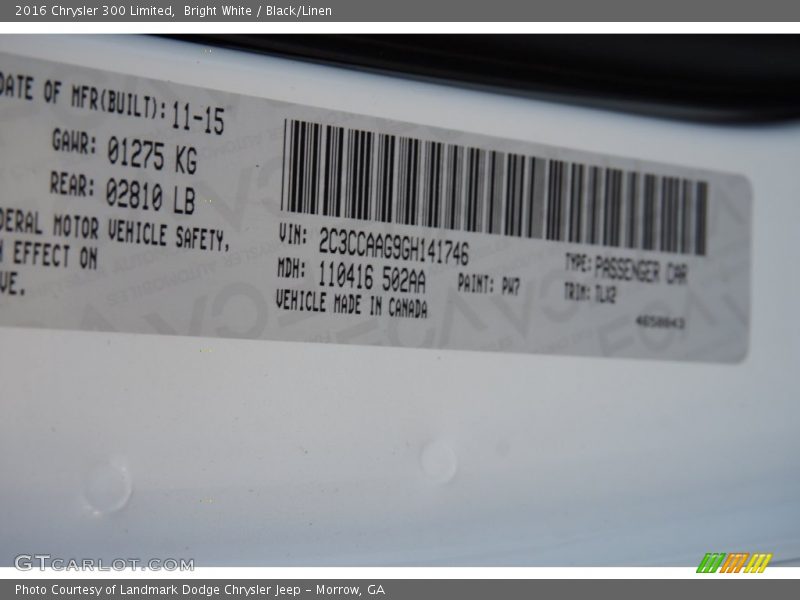 2016 Chrysler 300 Limited, Bright White / Black/Linen
DATE OF MFR(BUILT): 11-15
GAWR: 01275 KG
REAR: 02810 LB
MOTOR VEHICLE SAFETY,
EFFECT ON
VIN: 2C3CCAAG9GH141746
MDH: 110416 502AA
PAINT: PW7
VEHICLE MADE IN CANADA
TYPE: PASSENGER CAR
TRIM: TLX2
4650843
GTCARLOT.COM
Photo Courtesy of Landmark Dodge Chrysler Jeep - Morrow, GA